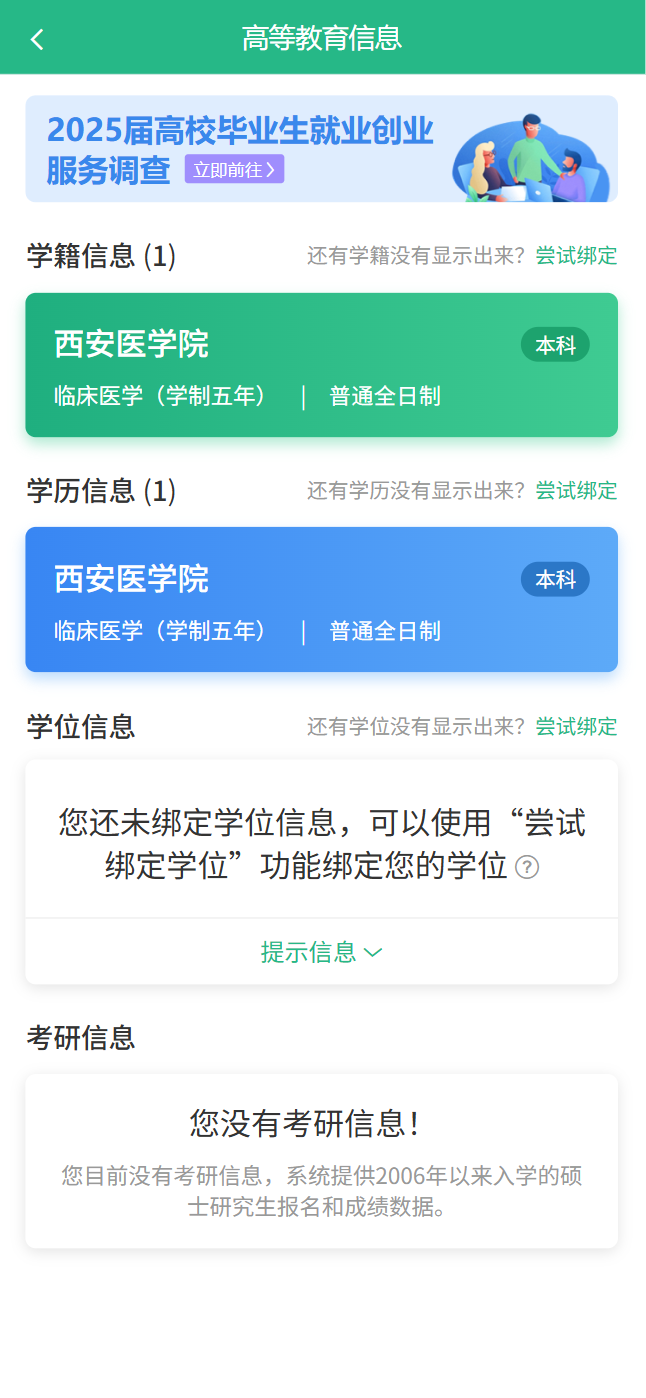 高等教育信息
2025届高校毕业生就业创业
服务调查 立即前往
学籍信息 (1) 还有学籍没有显示出来？尝试绑定
西安医学院 本科
临床医学（学制五年） | 普通全日制
学历信息 (1) 还有学历没有显示出来？尝试绑定
西安医学院 本科
临床医学（学制五年） | 普通全日制
学位信息 还有学位没有显示出来？尝试绑定
您还未绑定学位信息，可以使用“尝试
绑定学位”功能绑定您的学位 ?
提示信息
考研信息
您没有考研信息！
您目前没有考研信息，系统提供2006年以来入学的硕
士研究生报名和成绩数据。